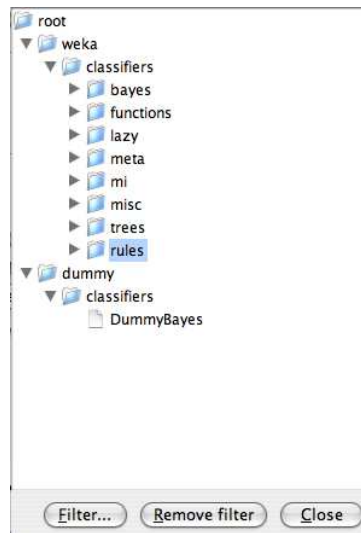 root
weka
classifiers
bayes
functions
lazy
meta
mi
misc
trees
rules
dummy
classifiers
DummyBayes
Filter... Remove filter Close